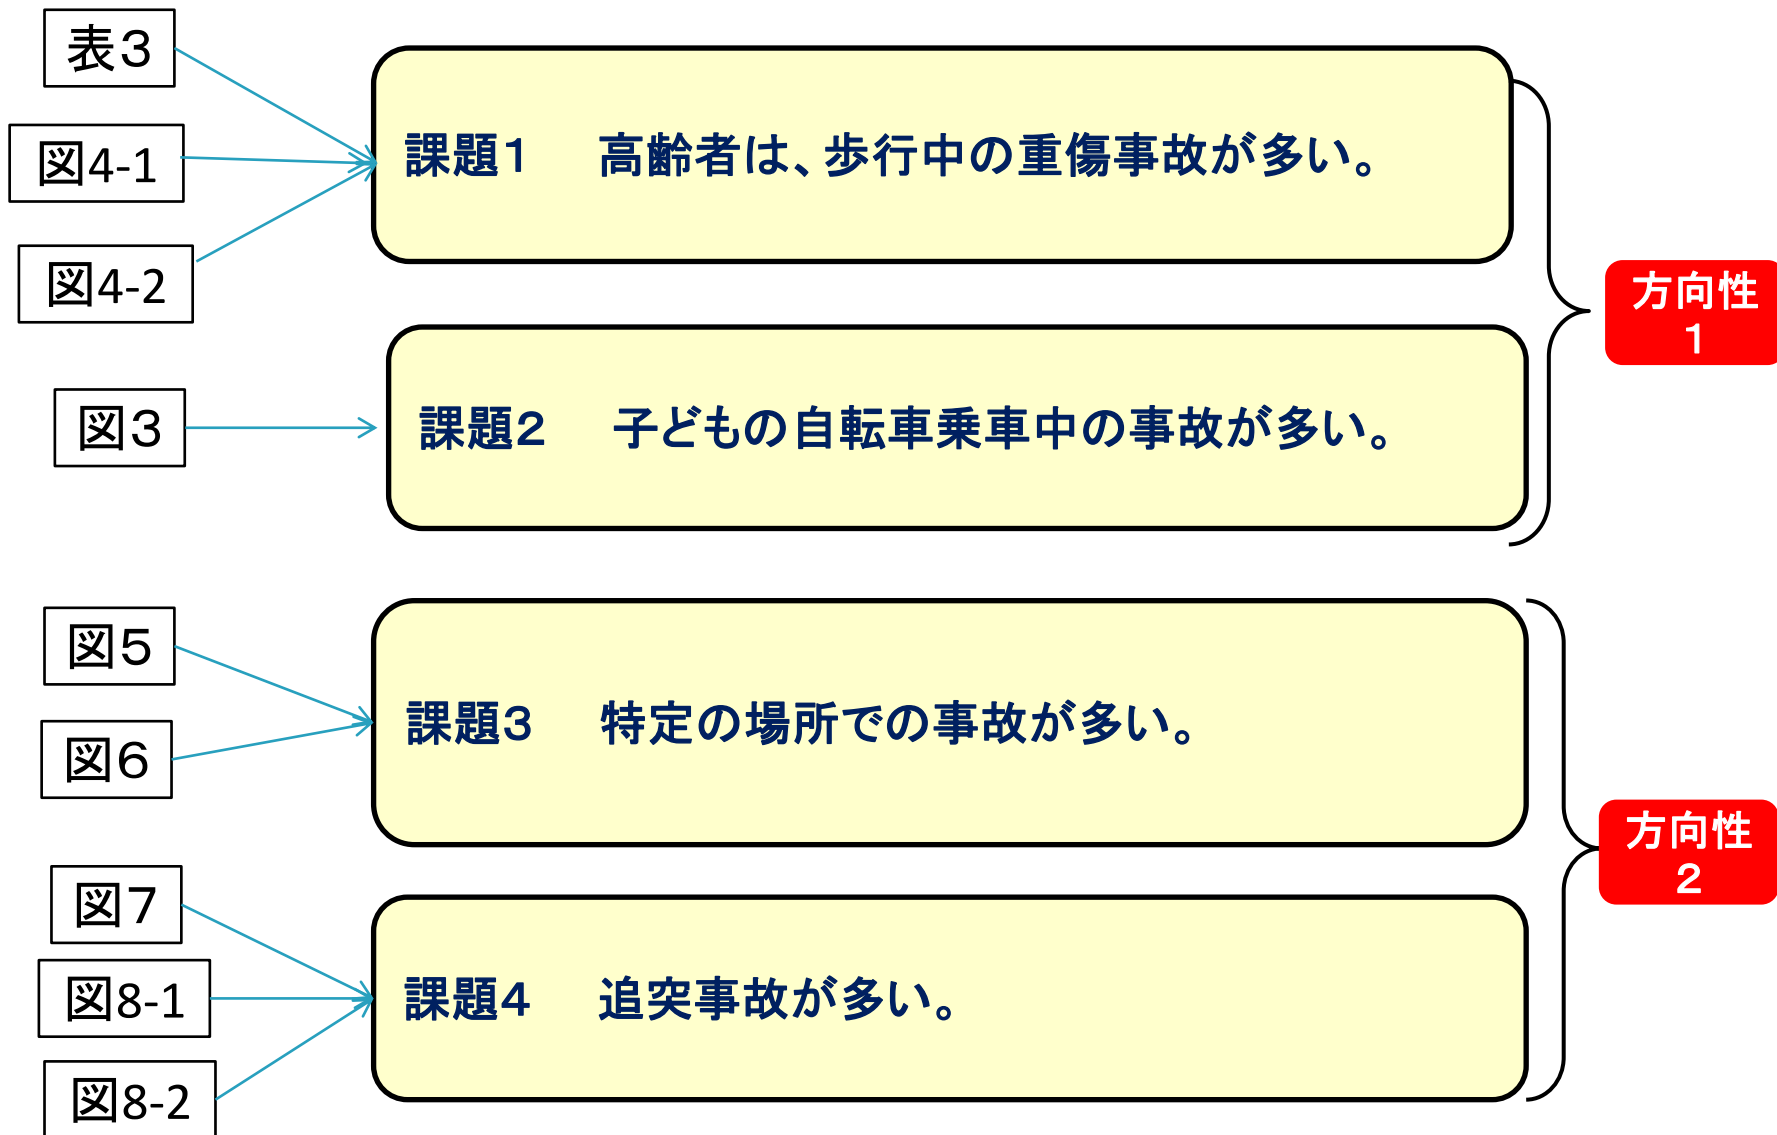 表３
図4-1
図4-2
課題１　高齢者は、歩行中の重傷事故が多い。
図３
課題２　子どもの自転車乗車中の事故が多い。
方向性
１
図５
図６
課題３　特定の場所での事故が多い。
図７
図8-1
図8-2
課題４　追突事故が多い。
方向性
２